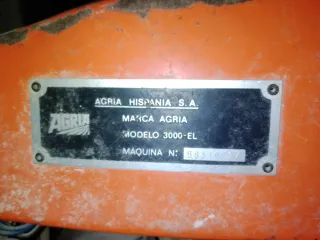 AGRIA HISPANIA S.A.
AGRIA
MARCA AGRIA
MODELO 3000-EL
MAQUINA N: